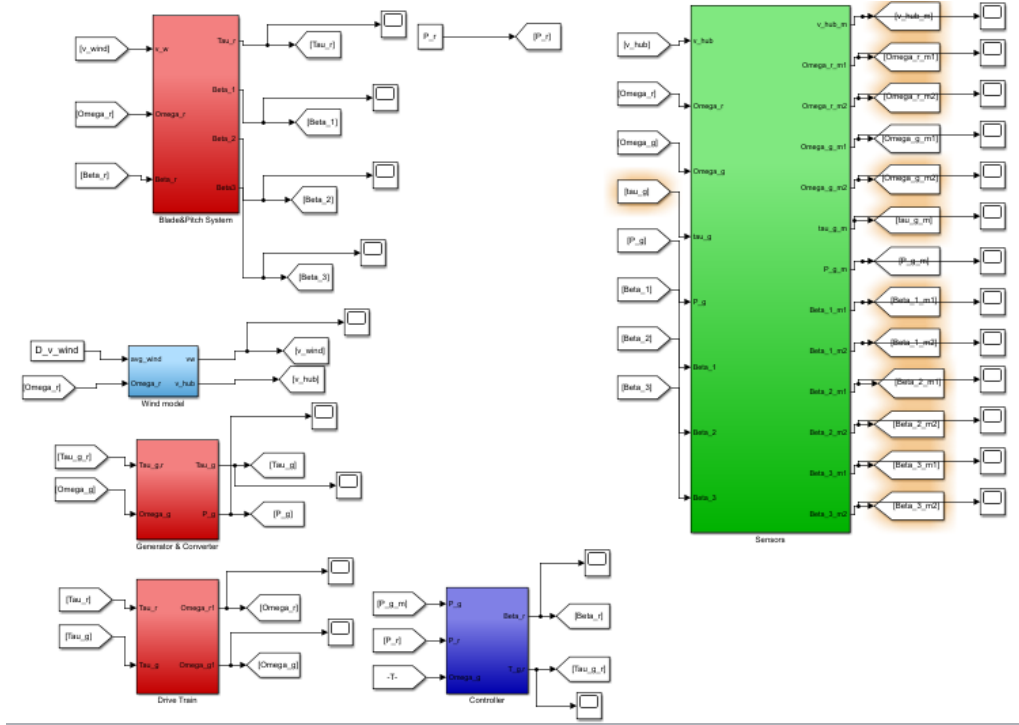 [v_wind]
v_w
Tau_r
[Tau_r]
P_r
[P_r]
[Omega_r]
Omega_r
Beta_1
[Beta_1]
[Beta_r]
Beta_r
Beta_2
[Beta_2]
Beta3
[Beta_3]
Blade&Pitch System
D_v_wind
avg_wind
vw
[v_wind]
[Omega_r]
Omega_r
v_hub
[v_hub]
Wind model
[Tau_g_r]
Tau_g.r
Tau_g
[Tau_g]
[Omega_g]
Omega_g
P_g
[P_g]
Generator & Converter
[Tau_r]
Tau_r
Omega_r1
[Omega_r]
[Tau_g]
Tau_g
Omega_g1
[Omega_g]
Drive Train
[P_g_m]
P_g
Beta_r
[Beta_r]
[P_r]
P_r
-T-
Omega_g
T_g.r
[Tau_g_r]
Controller
[v_hub]
v_hub
[Omega_r]
Omega_r
[Omega_g]
Omega_g
[tau_g]
tau_g
[P_g]
P_g
[Beta_1]
Beta_1
[Beta_2]
Beta_2
[Beta_3]
Beta_3
v_hub_m
[v_hub_m]
Omega_r_m1
[Omega_r_m1]
Omega_r_m2
[Omega_r_m2]
Omega_g_m1
[Omega_g_m1]
Omega_g_m2
[Omega_g_m2]
tau_g_m
[tau_g_m]
P_g_m
[P_g_m]
Beta_1_m1
[Beta_1_m1]
Beta_1_m2
[Beta_1_m2]
Beta_2_m1
[Beta_2_m1]
Beta_2_m2
[Beta_2_m2]
Beta_3_m1
[Beta_3_m1]
Beta_3_m2
[Beta_3_m2]
Sensors